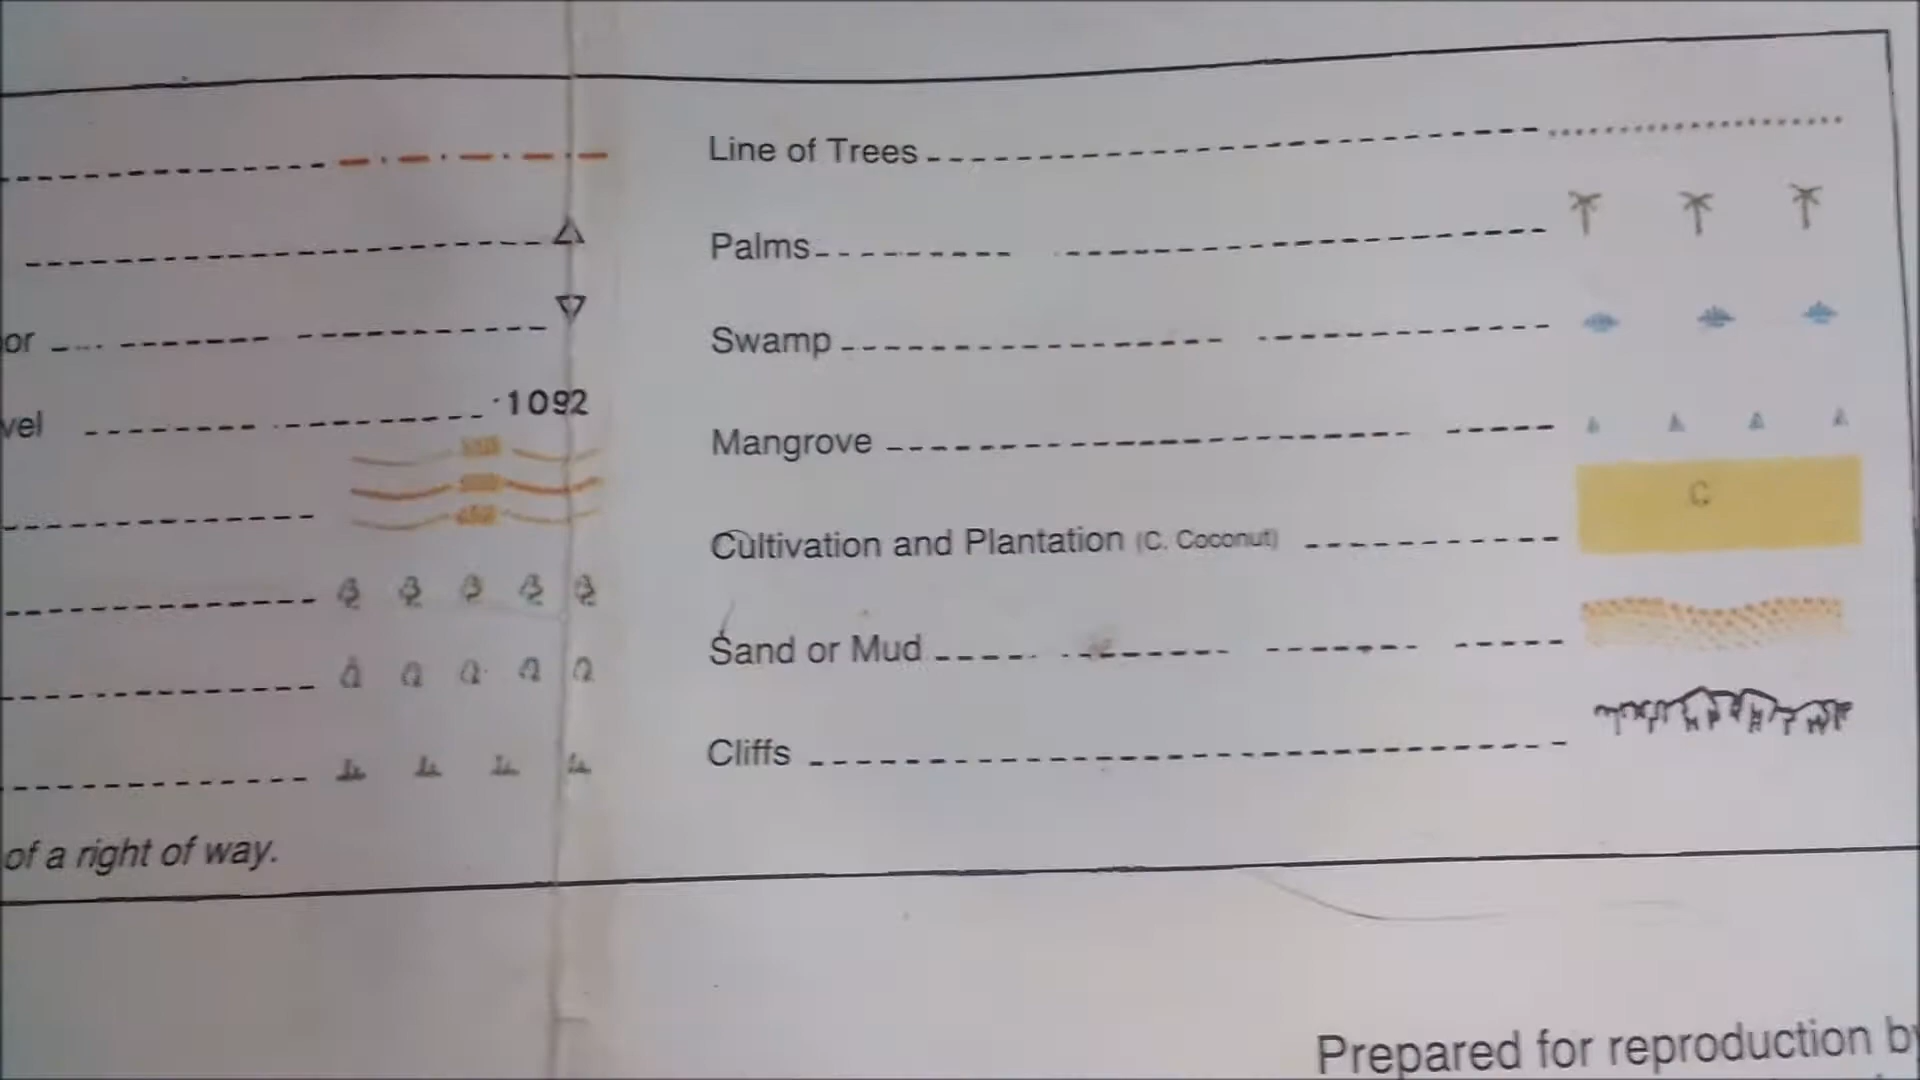 Line of Trees
Palms
or
Swamp
vel
·1092
Mangrove
C
Cultivation and Plantation (C. Coconut)
Sand or Mud
Cliffs
of a right of way.
Prepared for reproduction by